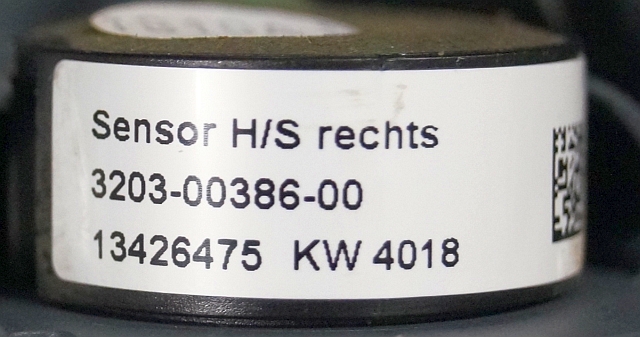 Sensor H/S rechts
3203-00386-00
13426475 KW 4018